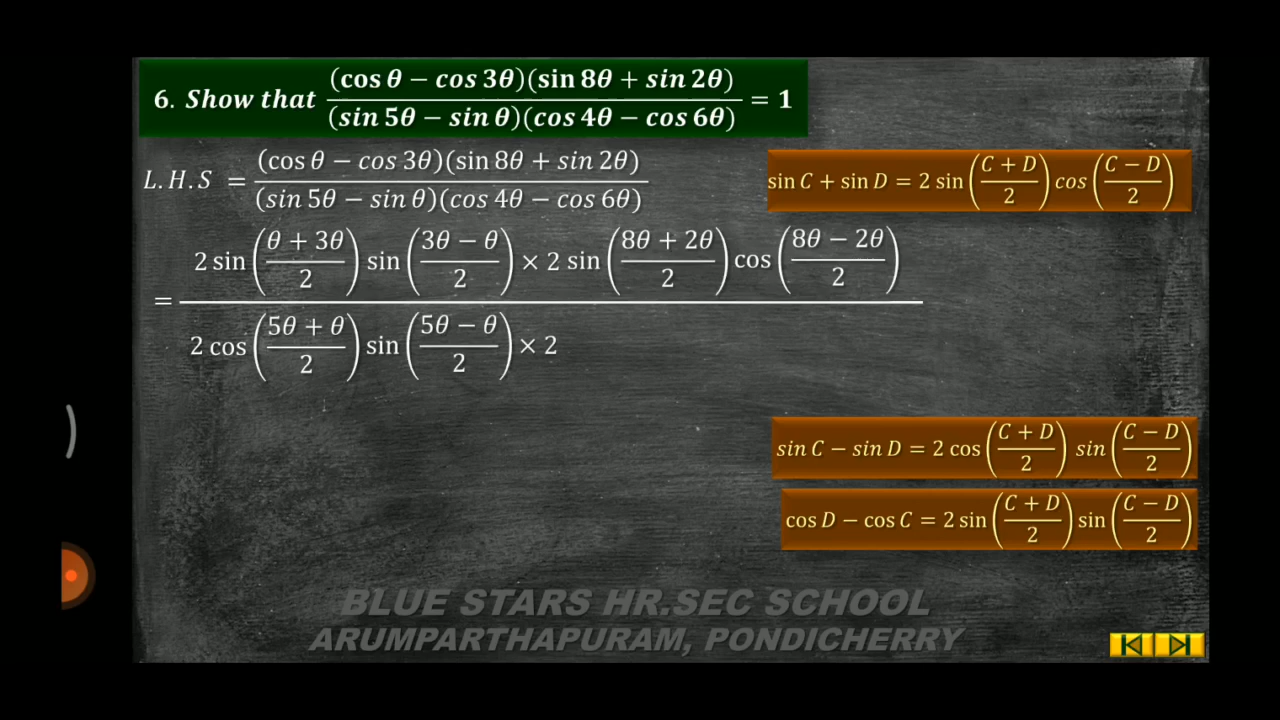 6. Show that (cos θ − cos 3θ)(sin 8θ + sin 2θ) / (sin 5θ − sin θ)(cos 4θ − cos 6θ) = 1
L.H.S = (cos θ − cos 3θ)(sin 8θ + sin 2θ) / (sin 5θ − sin θ)(cos 4θ − cos 6θ)
sin C + sin D = 2 sin ((C + D)/2) cos ((C − D)/2)
= 2 sin ((θ + 3θ)/2) sin ((3θ − θ)/2) × 2 sin ((8θ + 2θ)/2) cos ((8θ − 2θ)/2)
2 cos ((5θ + θ)/2) sin ((5θ − θ)/2) × 2
sin C − sin D = 2 cos ((C + D)/2) sin ((C − D)/2)
cos D − cos C = 2 sin ((C + D)/2) sin ((C − D)/2)
BLUE STARS HR.SEC SCHOOL
ARUMPARTHAPURAM, PONDICHERRY